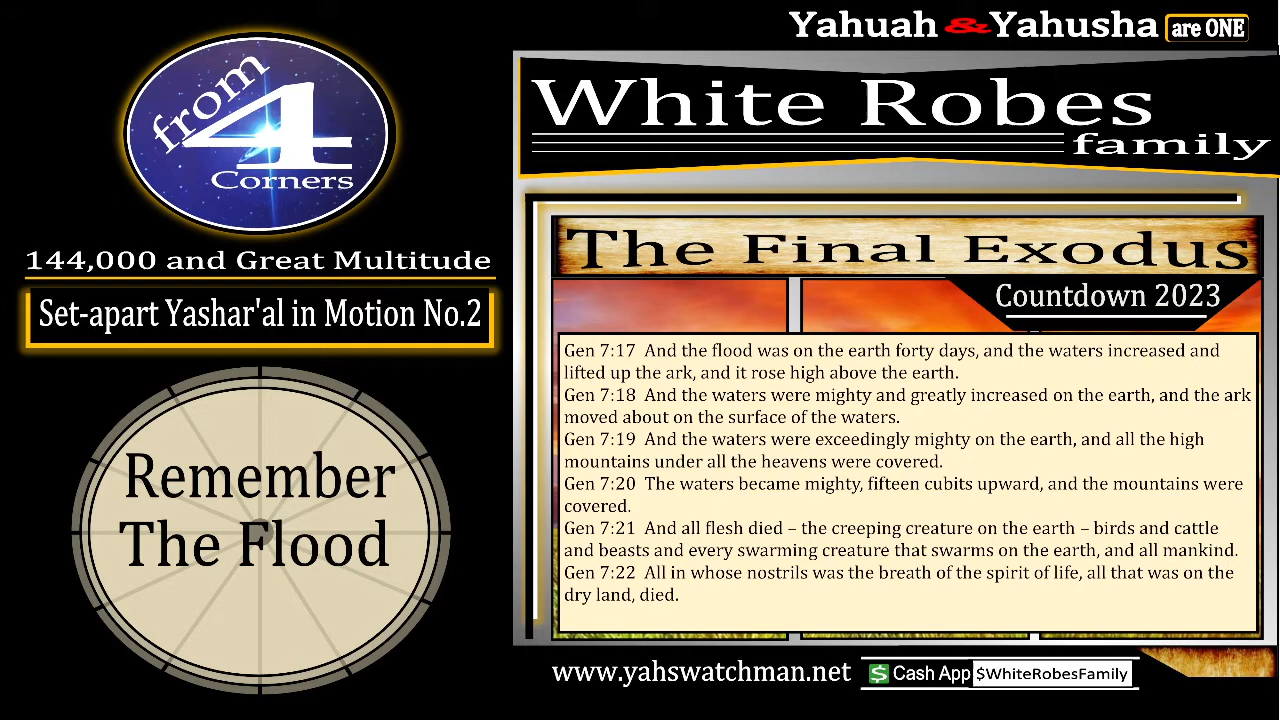 Yahuah & Yahusha are ONE
from
4
Corners
144,000 and Great Multitude
Set-apart Yashar'al in Motion No.2
Remember
The Flood
White Robes
family
The Final Exodus
Countdown 2023
Gen 7:17  And the flood was on the earth forty days, and the waters increased and
lifted up the ark, and it rose high above the earth.
Gen 7:18  And the waters were mighty and greatly increased on the earth, and the ark
moved about on the surface of the waters.
Gen 7:19  And the waters were exceedingly mighty on the earth, and all the high
mountains under all the heavens were covered.
Gen 7:20  The waters became mighty, fifteen cubits upward, and the mountains were
covered.
Gen 7:21  And all flesh died – the creeping creature on the earth – birds and cattle
and beasts and every swarming creature that swarms on the earth, and all mankind.
Gen 7:22  All in whose nostrils was the breath of the spirit of life, all that was on the
dry land, died.
www.yahswatchman.net $ Cash App $WhiteRobesFamily